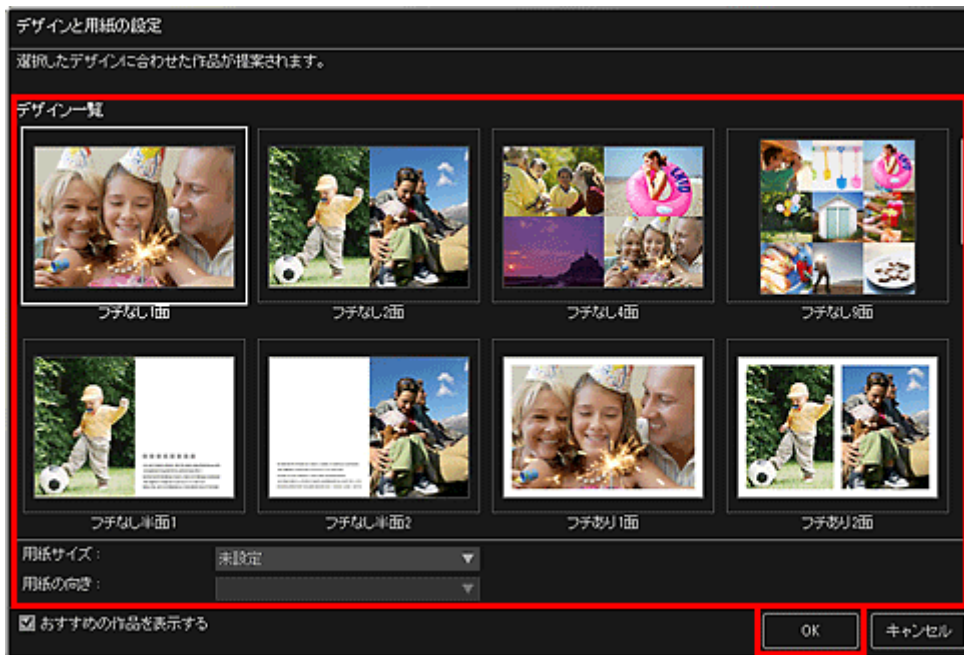 デザインと用紙の設定
選択したデザインに合わせた作品が提案されます。
デザイン一覧
フチなし1面
フチなし2面
フチなし4面
フチなし9面
フチなし半面1
フチなし半面2
フチあり1面
フチあり2面
用紙サイズ：
未設定
用紙の向き：
おすすめの作品を表示する
OK
キャンセル